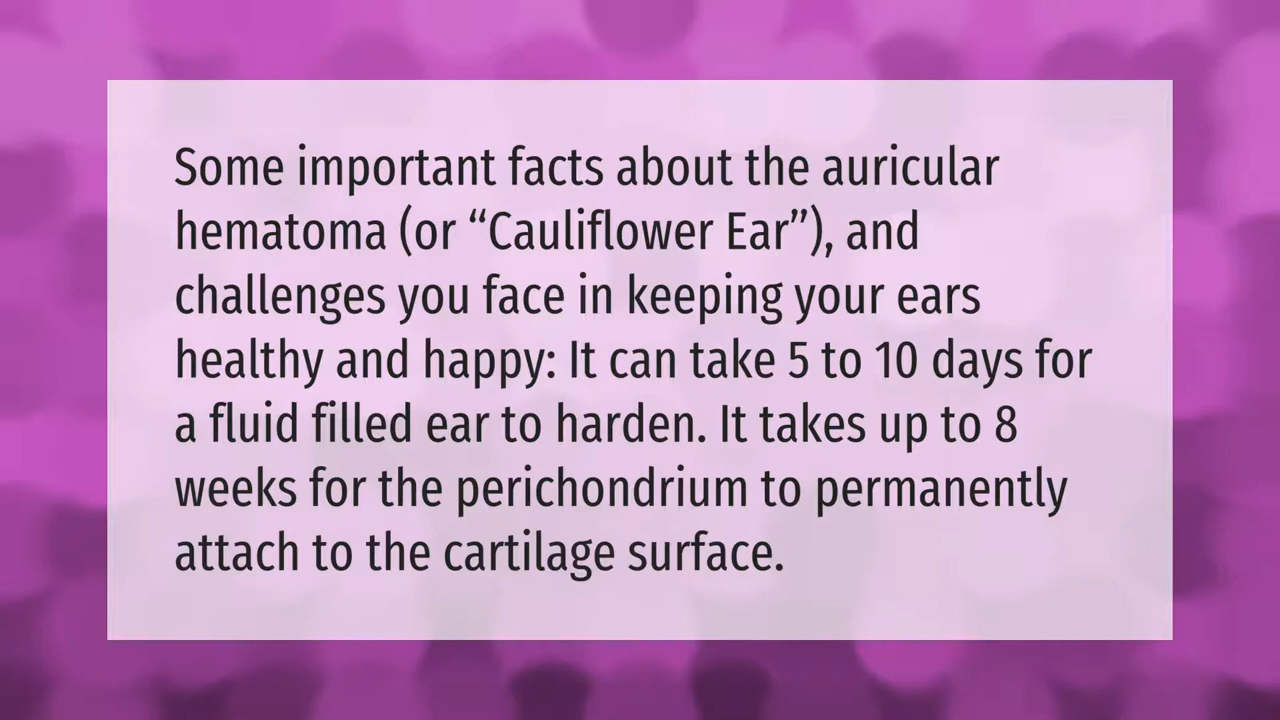 Some important facts about the auricular
hematoma (or “Cauliflower Ear”), and
challenges you face in keeping your ears
healthy and happy: It can take 5 to 10 days for
a fluid filled ear to harden. It takes up to 8
weeks for the perichondrium to permanently
attach to the cartilage surface.